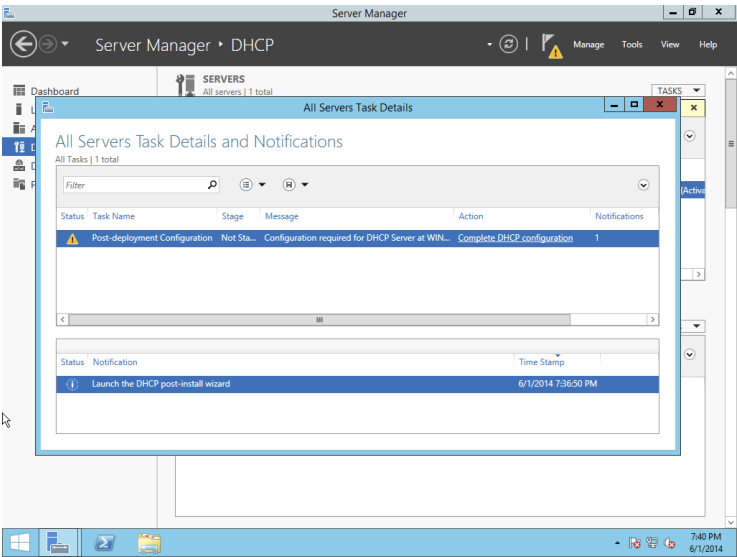 Server Manager
Server Manager • DHCP
Manage Tools View Help
Dashboard
SERVERS
All servers | 1 total
TASKS
All Servers Task Details
All Servers Task Details and Notifications
All Tasks | 1 total
Filter
Status Task Name Stage Message Action Notifications
Post-deployment Configuration Not Sta... Configuration required for DHCP Server at WIN... Complete DHCP configuration 1
(Activa
Status Notification Time Stamp
Launch the DHCP post-install wizard 6/1/2014 7:36:50 PM
7:40 PM
6/1/2014